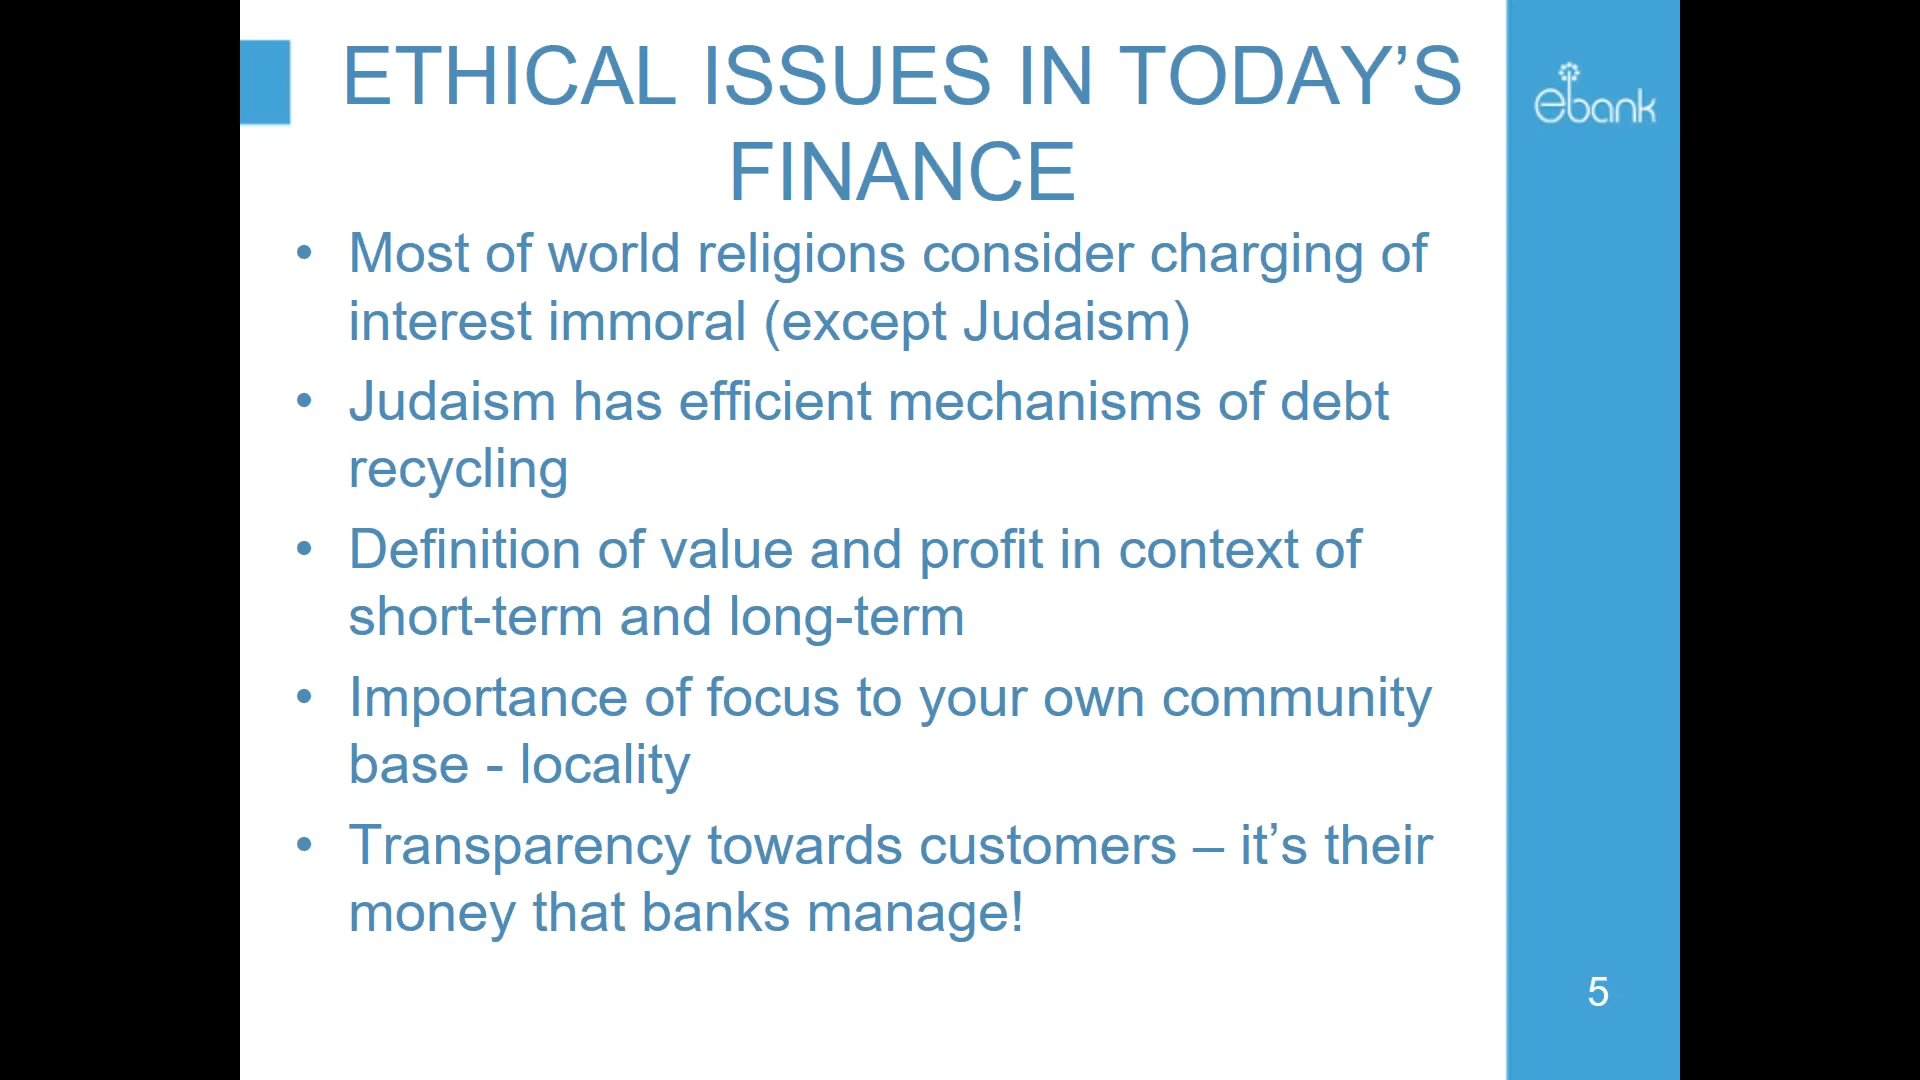 ETHICAL ISSUES IN TODAY’S
FINANCE
ebank
• Most of world religions consider charging of
interest immoral (except Judaism)
• Judaism has efficient mechanisms of debt
recycling
• Definition of value and profit in context of
short-term and long-term
• Importance of focus to your own community
base - locality
• Transparency towards customers – it’s their
money that banks manage!
5